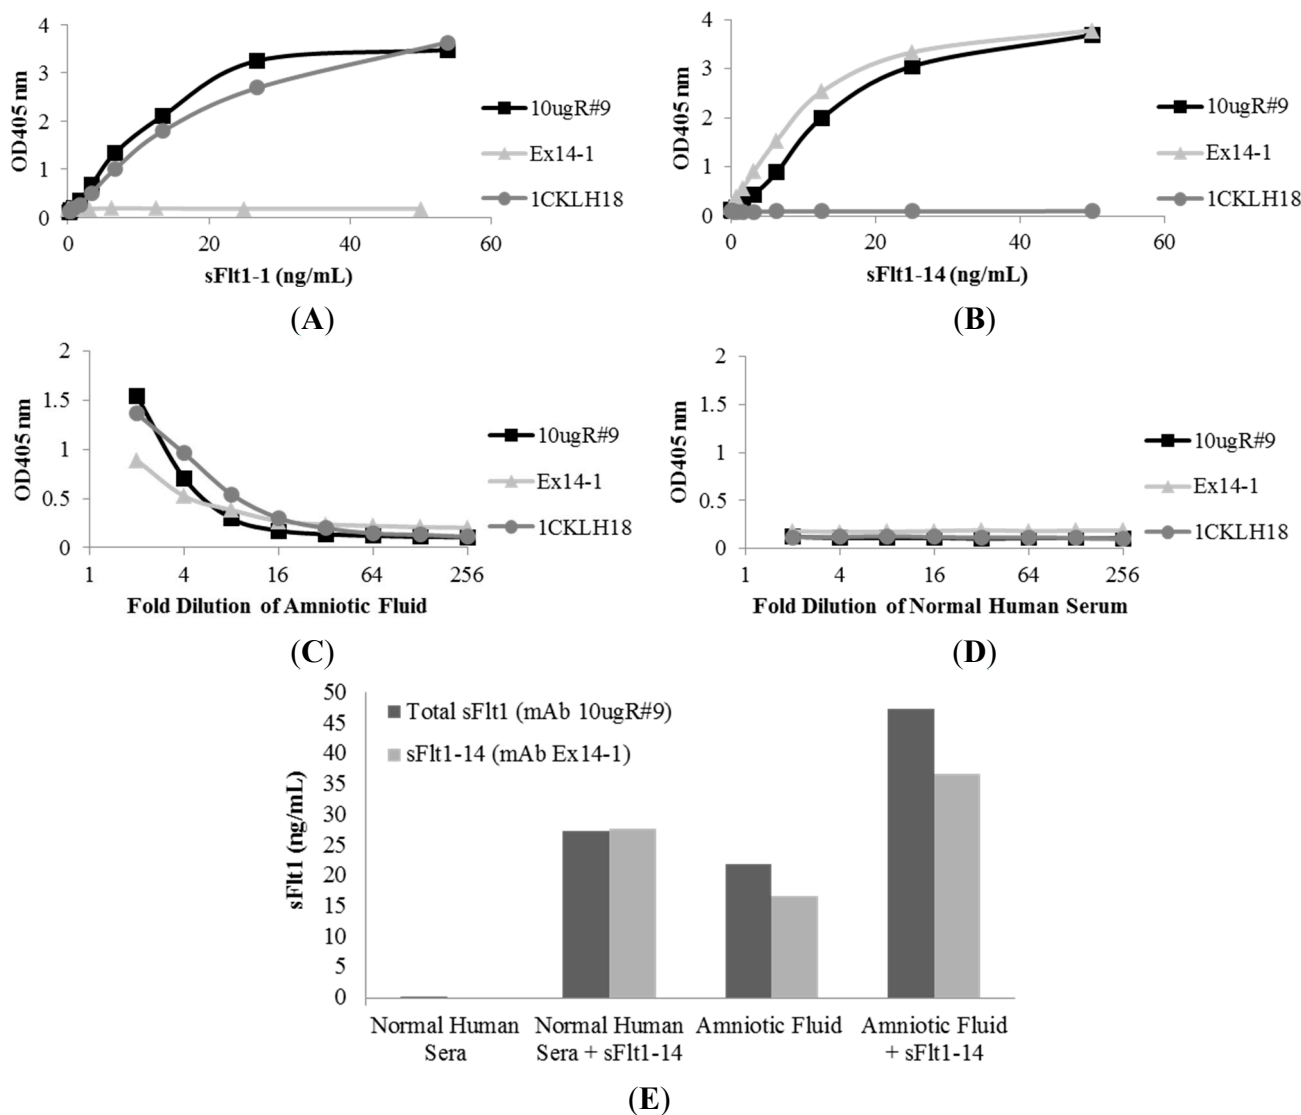 4
3
2
1
0
OD405 nm
0
20
40
60
sFlt1-1 (ng/mL)
10ugR#9
Ex14-1
1CKLH18
(A)
4
3
2
1
0
OD405 nm
0
20
40
60
sFlt1-14 (ng/mL)
10ugR#9
Ex14-1
1CKLH18
(B)
2
1.5
1
0.5
0
OD405 nm
1
4
16
64
256
Fold Dilution of Amniotic Fluid
10ugR#9
Ex14-1
1CKLH18
(C)
2
1.5
1
0.5
0
OD405 nm
1
4
16
64
256
Fold Dilution of Normal Human Serum
10ugR#9
Ex14-1
1CKLH18
(D)
50
45
40
35
30
25
20
15
10
5
0
sFlt1 (ng/mL)
Total sFlt1 (mAb 10ugR#9)
sFlt1-14 (mAb Ex14-1)
Normal Human
Sera
Normal Human
Sera + sFlt1-14
Amniotic Fluid
Amniotic Fluid
+ sFlt1-14
(E)